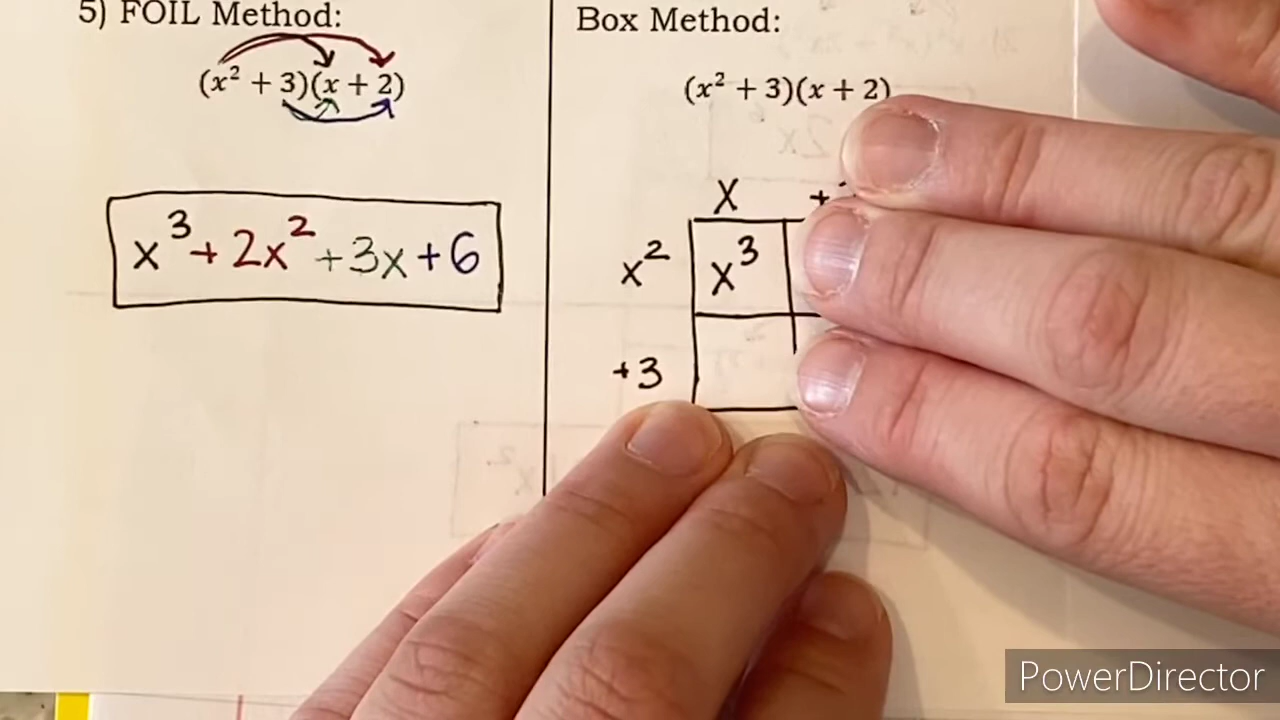 5) FOIL Method:
(x² + 3)(x + 2)
x³ + 2x² + 3x + 6
Box Method:
(x² + 3)(x + 2)
x +
x² x³
+3
PowerDirector